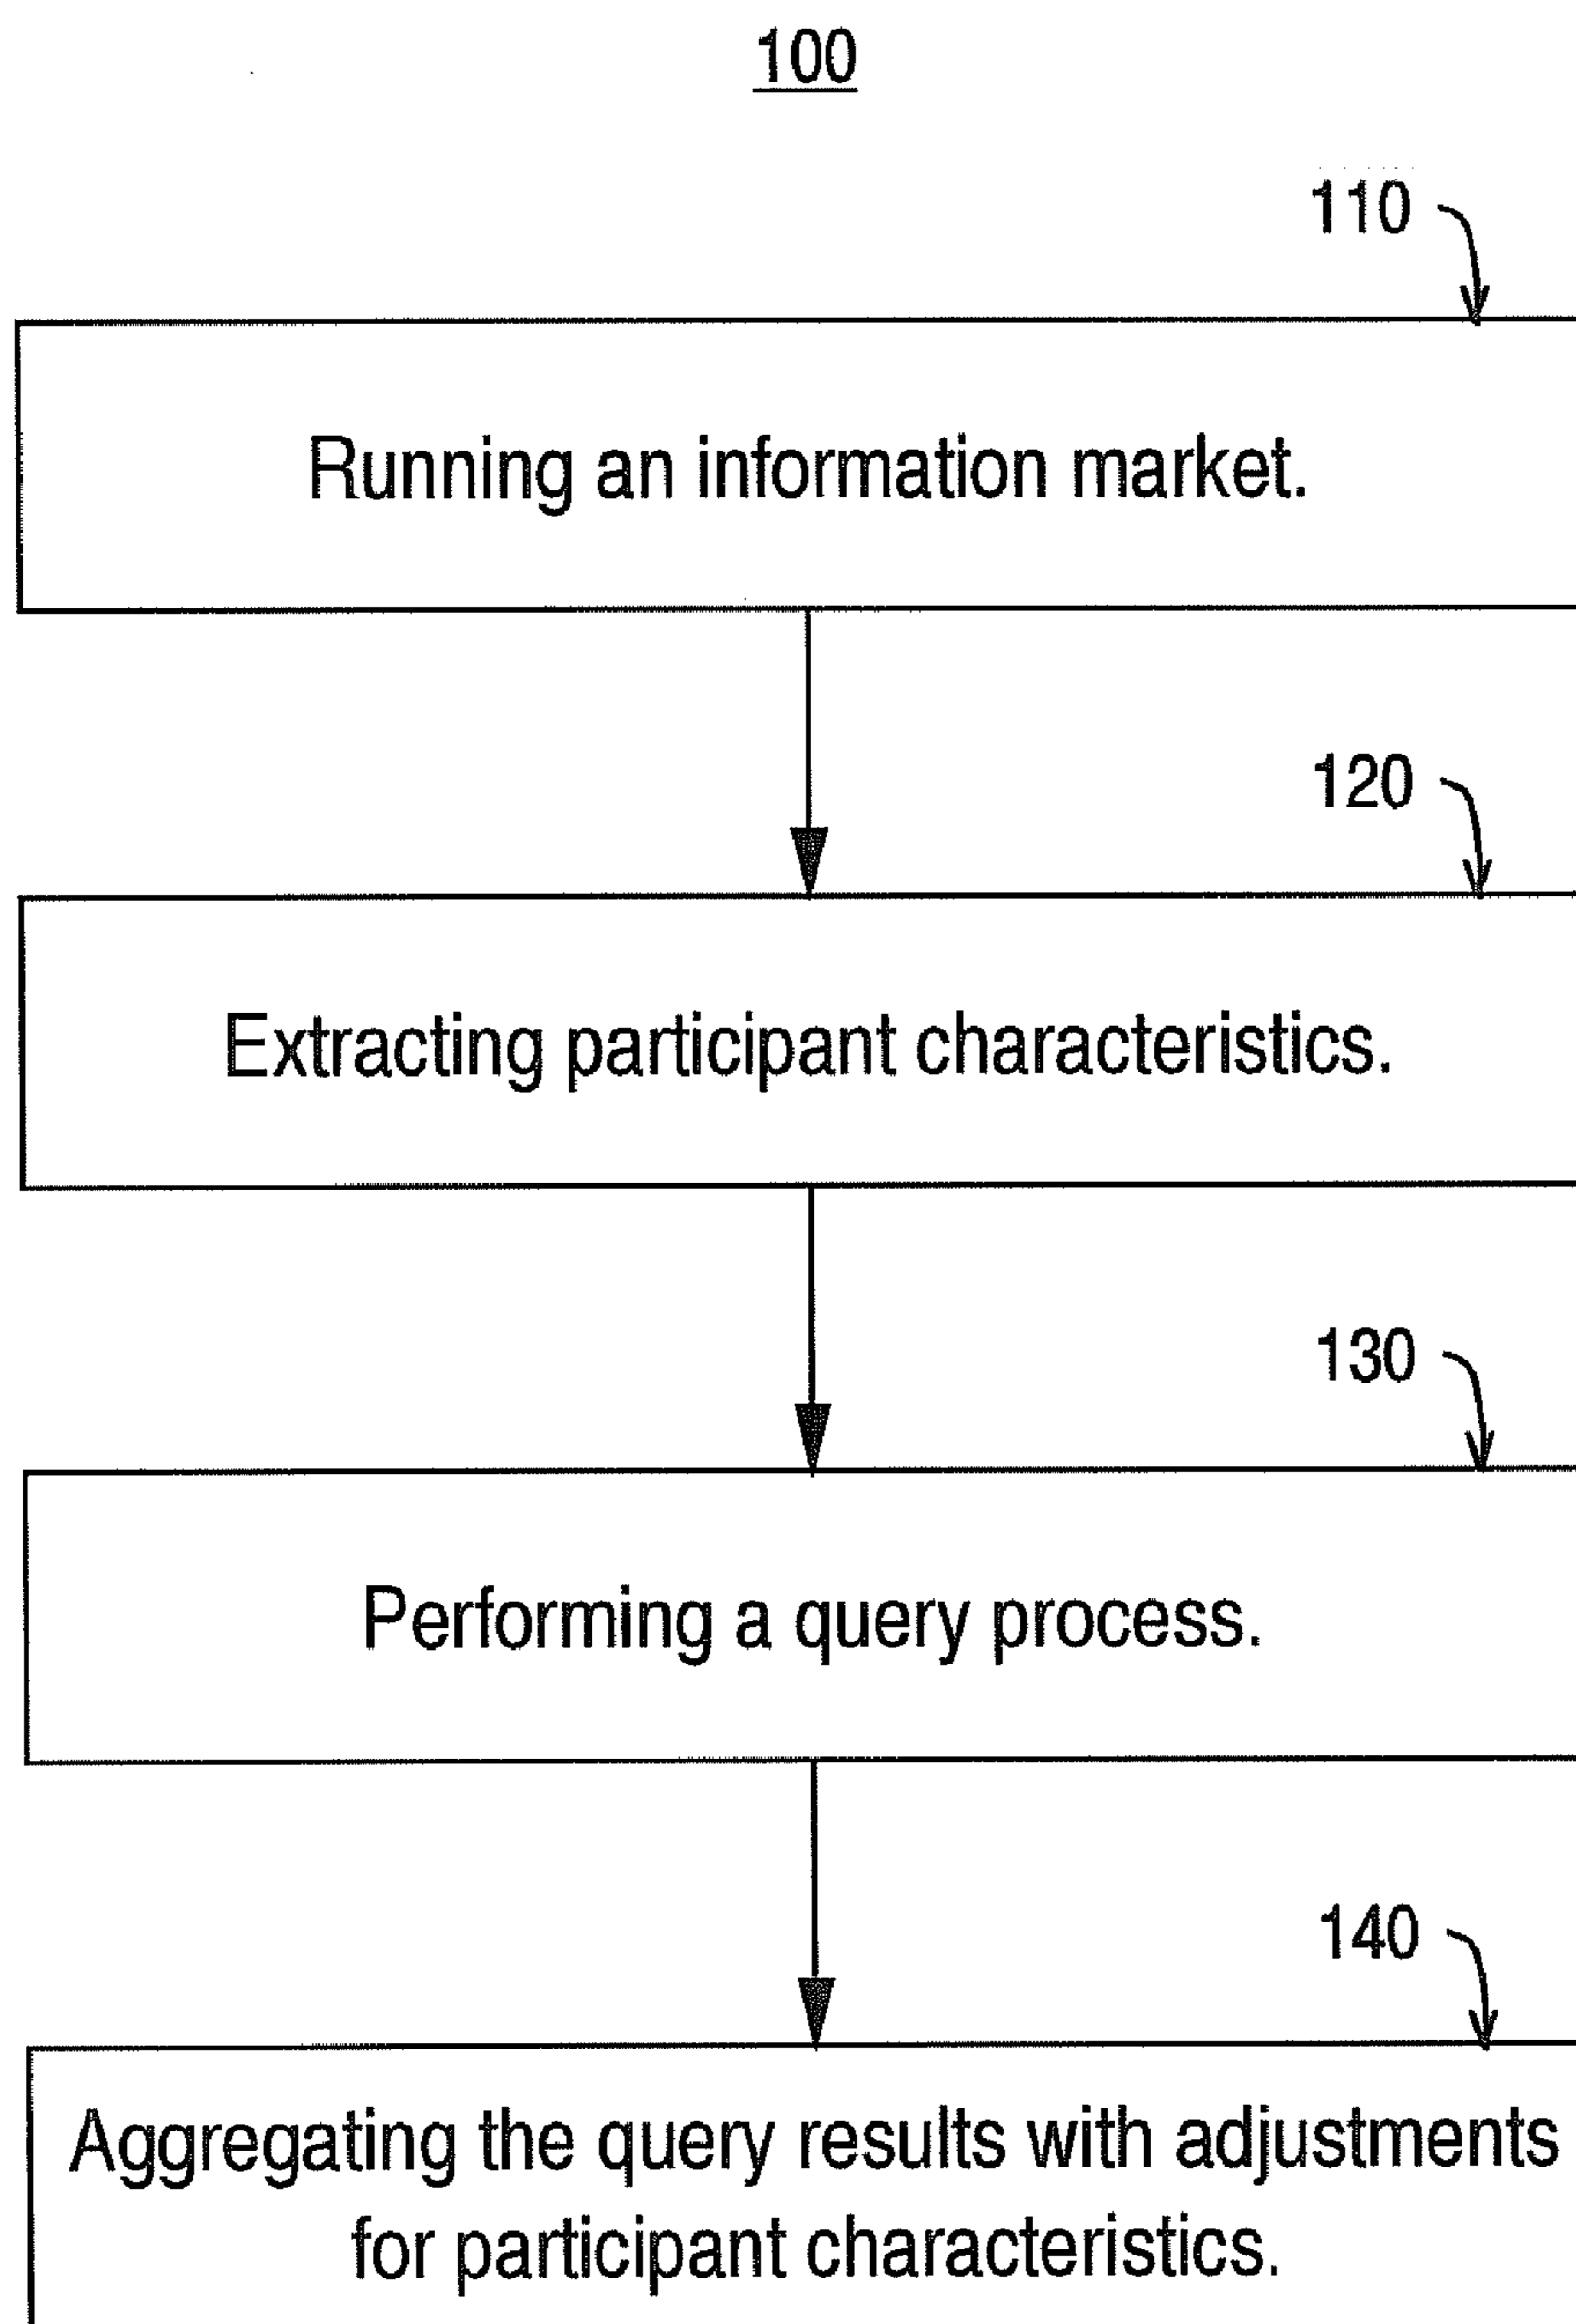 100
110
Running an information market.
120
Extracting participant characteristics.
130
Performing a query process.
140
Aggregating the query results with adjustments
for participant characteristics.